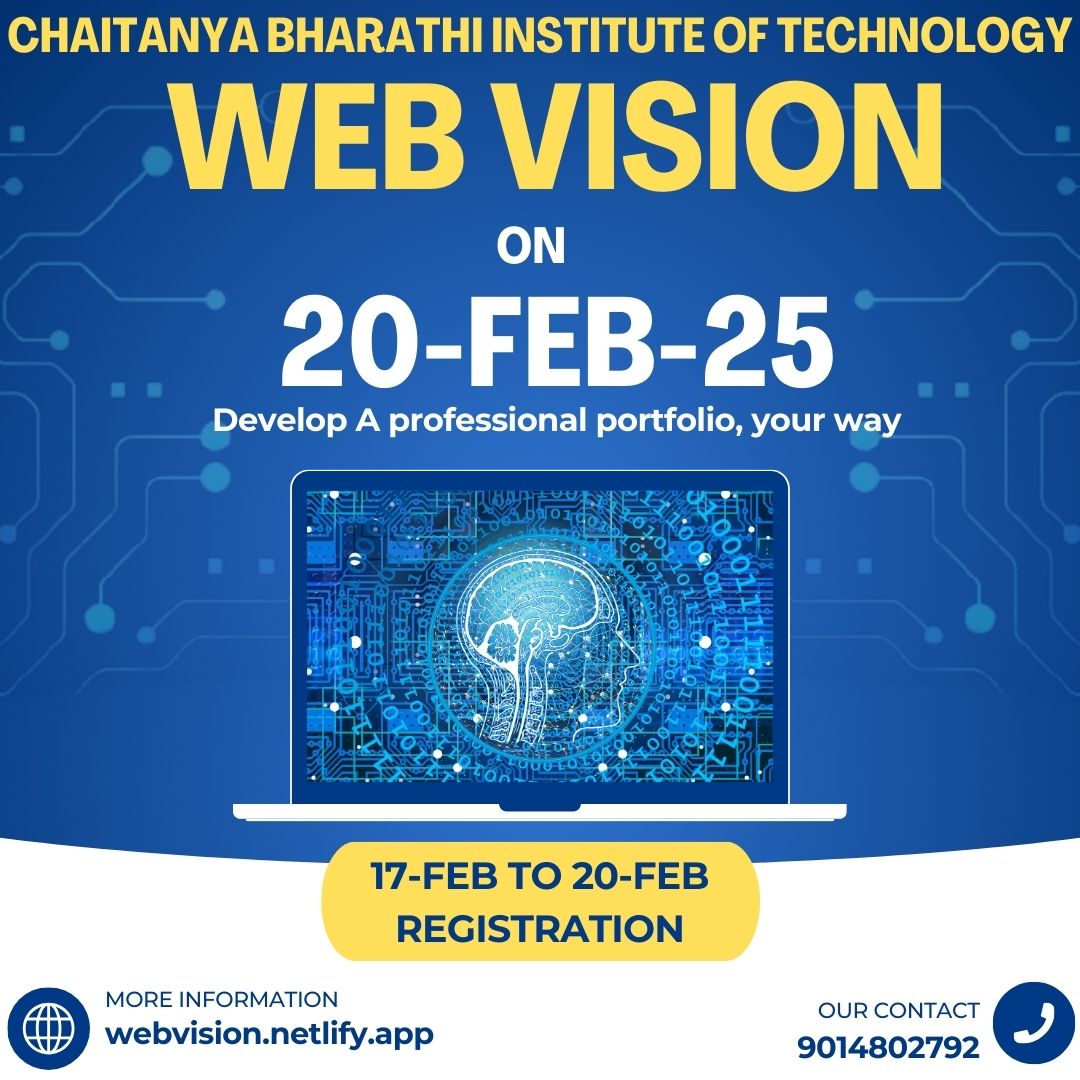 CHAITANYA BHARATHI INSTITUTE OF TECHNOLOGY
WEB VISION
ON
20-FEB-25
Develop A professional portfolio, your way
17-FEB TO 20-FEB
REGISTRATION
MORE INFORMATION
webvision.netlify.app
OUR CONTACT
9014802792